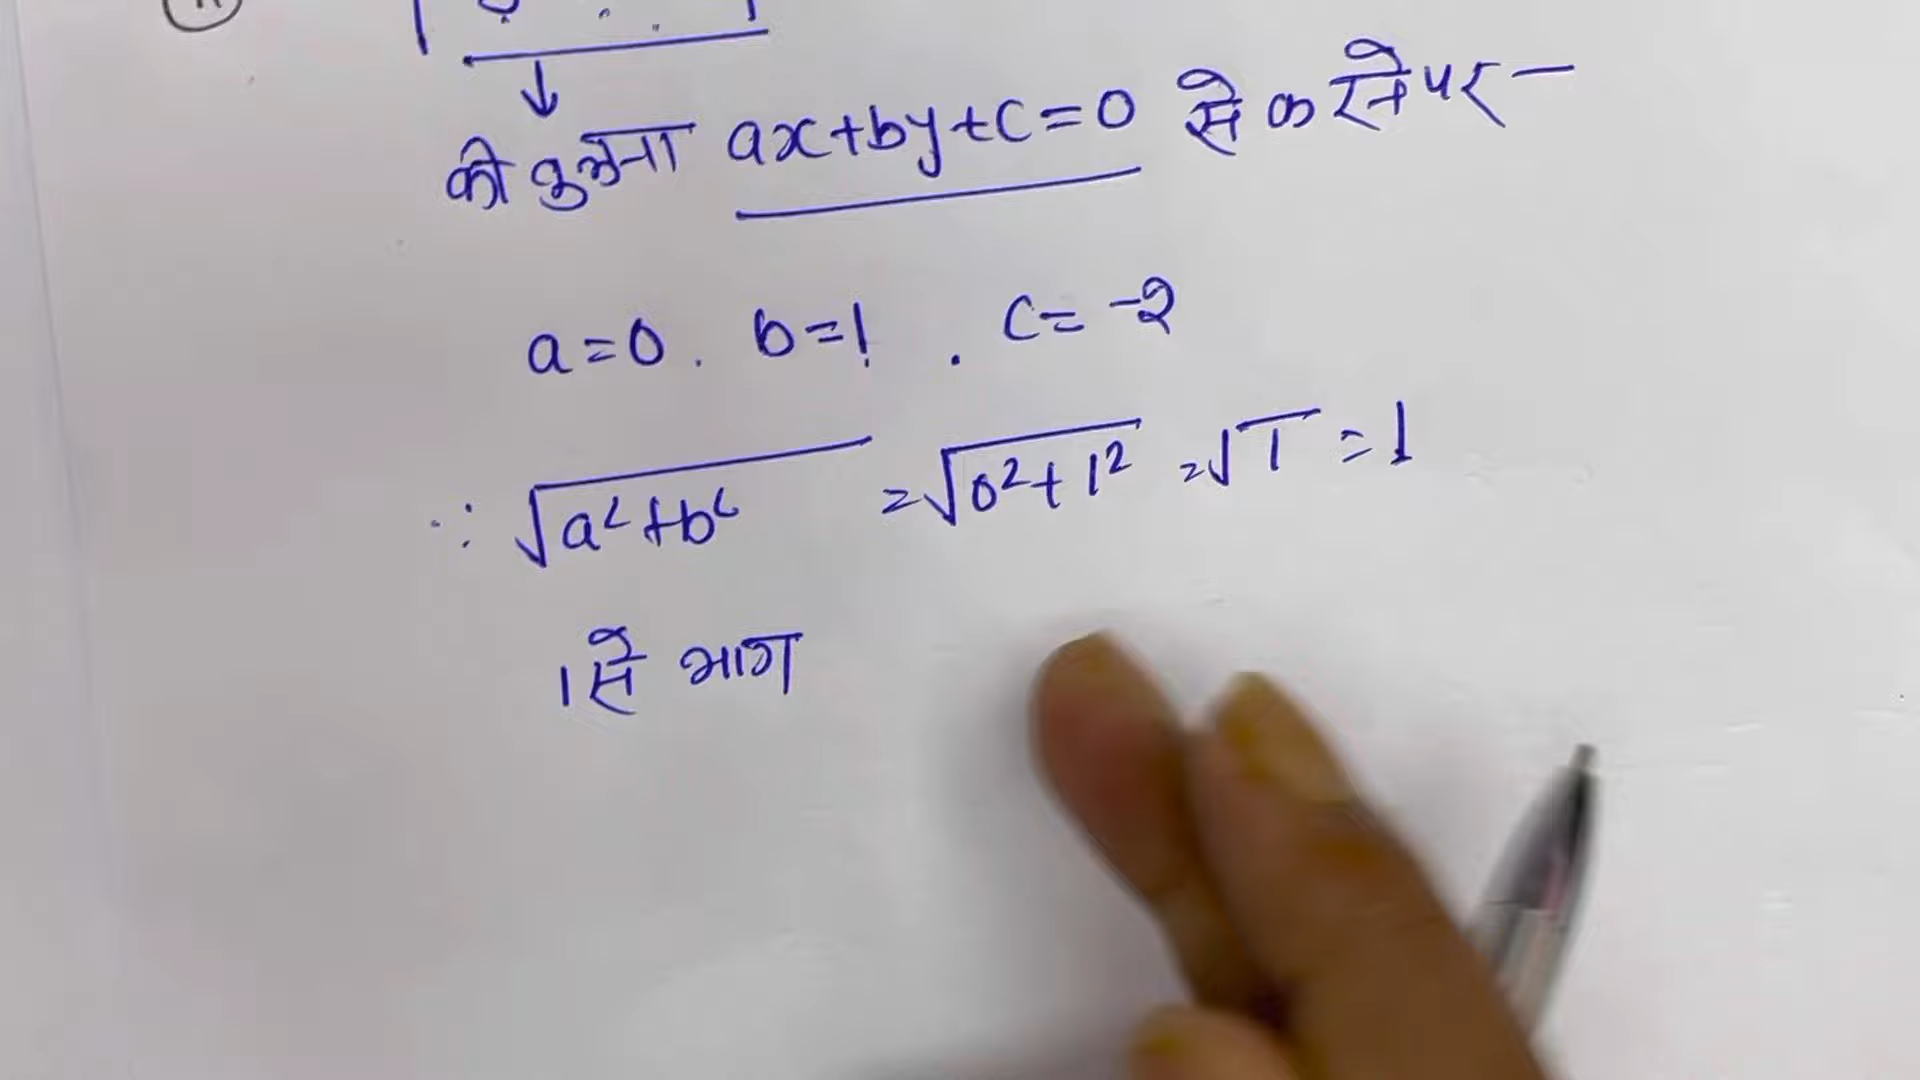 की तुलना ax+by+c=0 से करने पर —
a=0 . b=1 . c= -2
∵ √a²+b² = √0²+1² = √1 = 1
1 से भाग